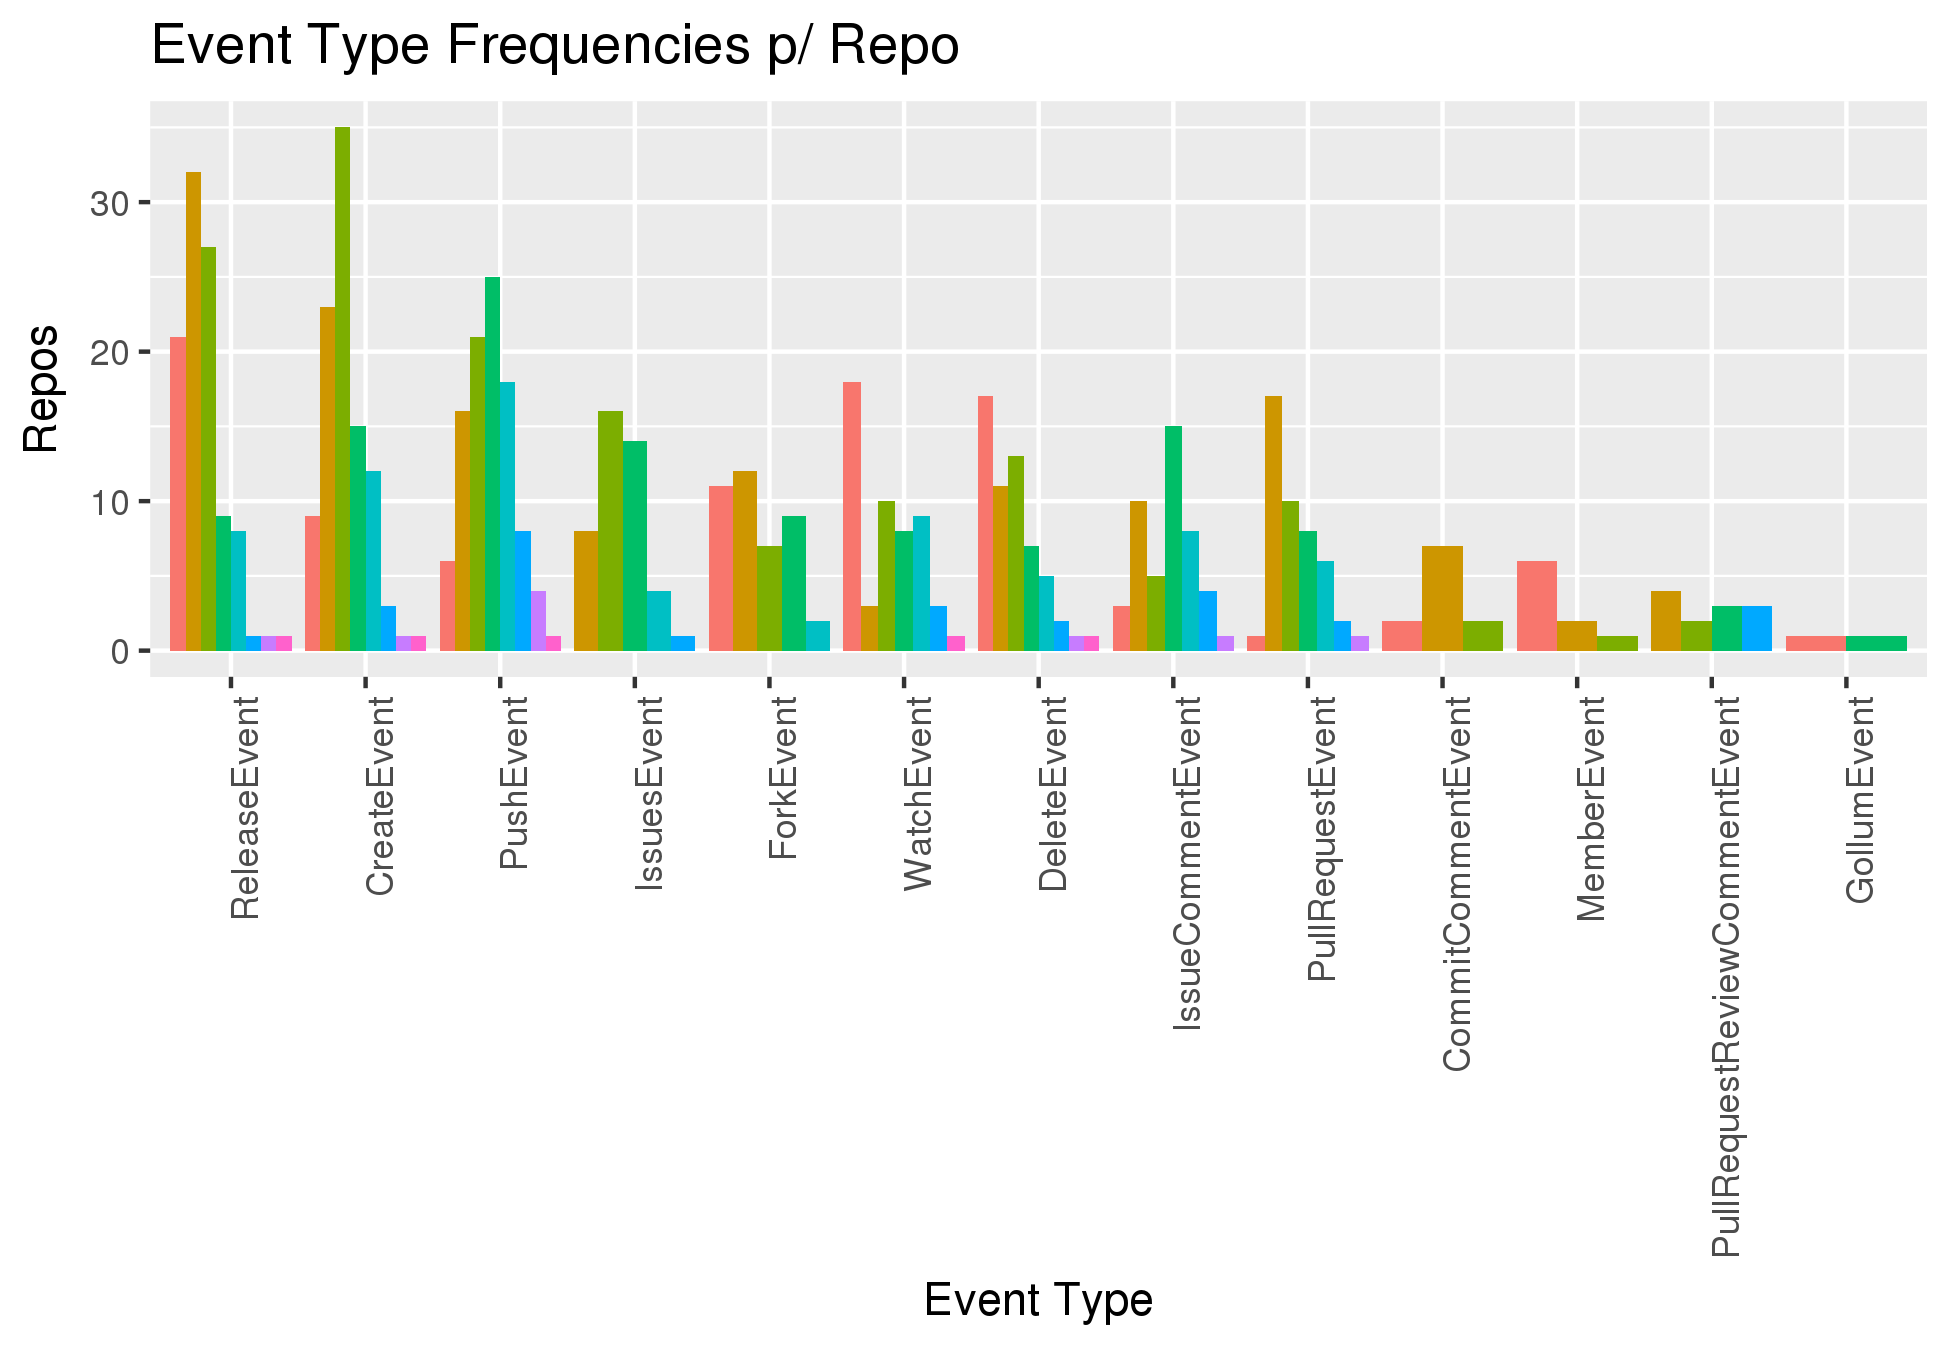 Event Type Frequencies p/ Repo
Repos
30
20
10
0
ReleaseEvent
CreateEvent
PushEvent
IssuesEvent
ForkEvent
WatchEvent
DeleteEvent
IssueCommentEvent
PullRequestEvent
CommitCommentEvent
MemberEvent
PullRequestReviewCommentEvent
GollumEvent
Event Type